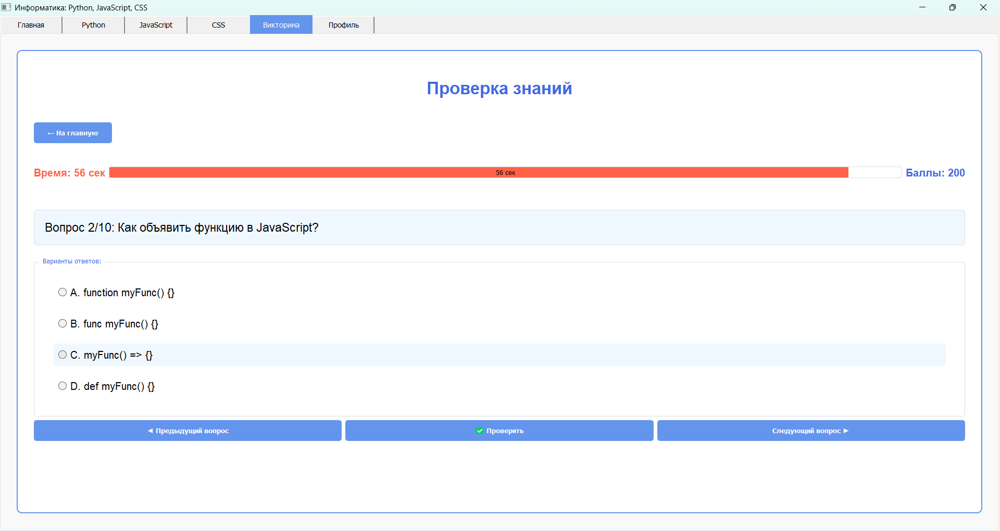 Информатика: Python, JavaScript, CSS
Главная Python JavaScript CSS Викторина Профиль
Проверка знаний
← На главную
Время: 56 сек 56 сек Баллы: 200
Вопрос 2/10: Как объявить функцию в JavaScript?
Варианты ответов:
A. function myFunc() {}
B. func myFunc() {}
C. myFunc() => {}
D. def myFunc() {}
◄ Предыдущий вопрос ✅ Проверить Следующий вопрос ►